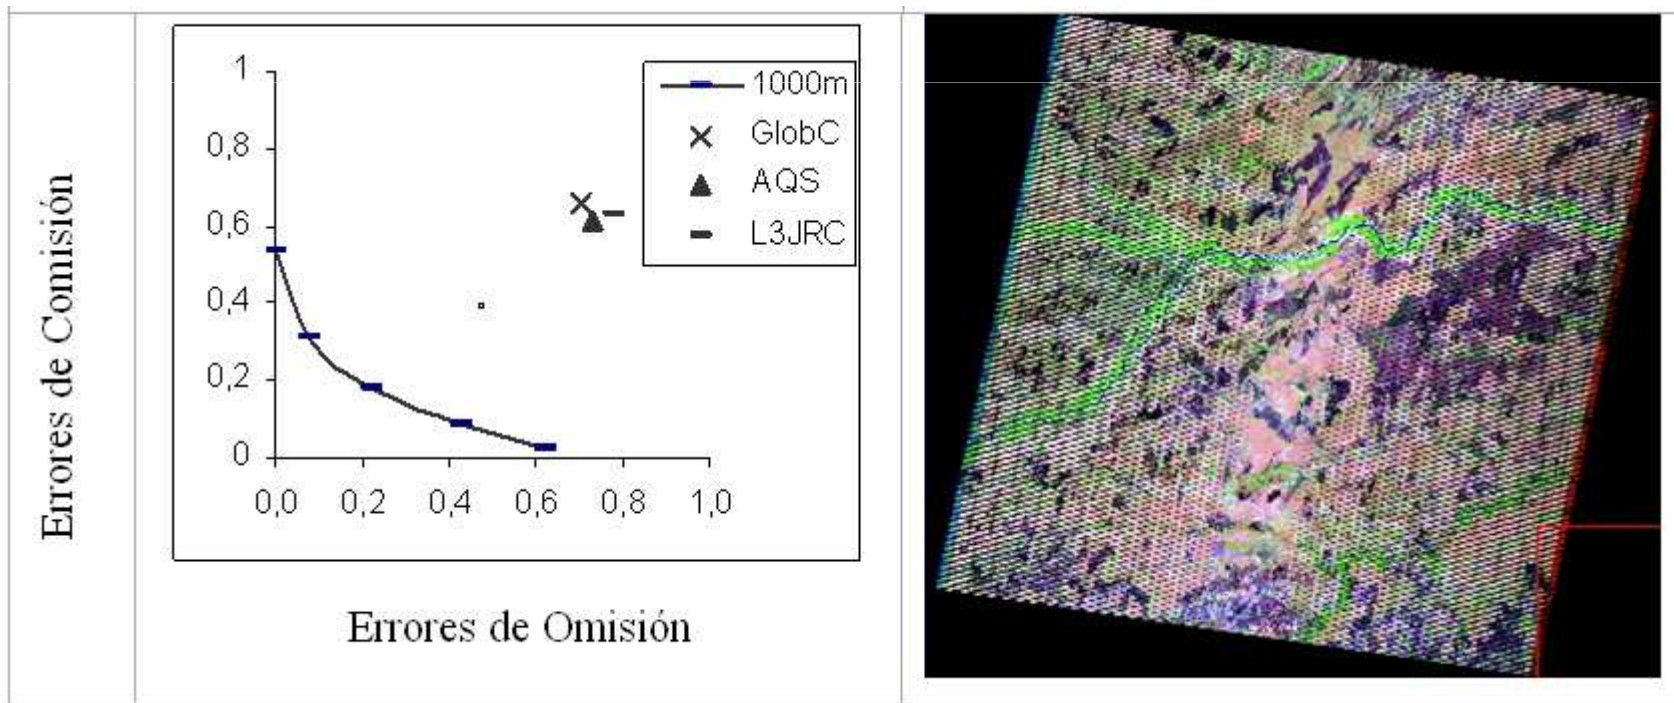 Errores de Comisión
1
0,8
0,6
0,4
0,2
0
0,0 0,2 0,4 0,6 0,8 1,0
1000m
GlobC
AQS
L3JRC
Errores de Omisión